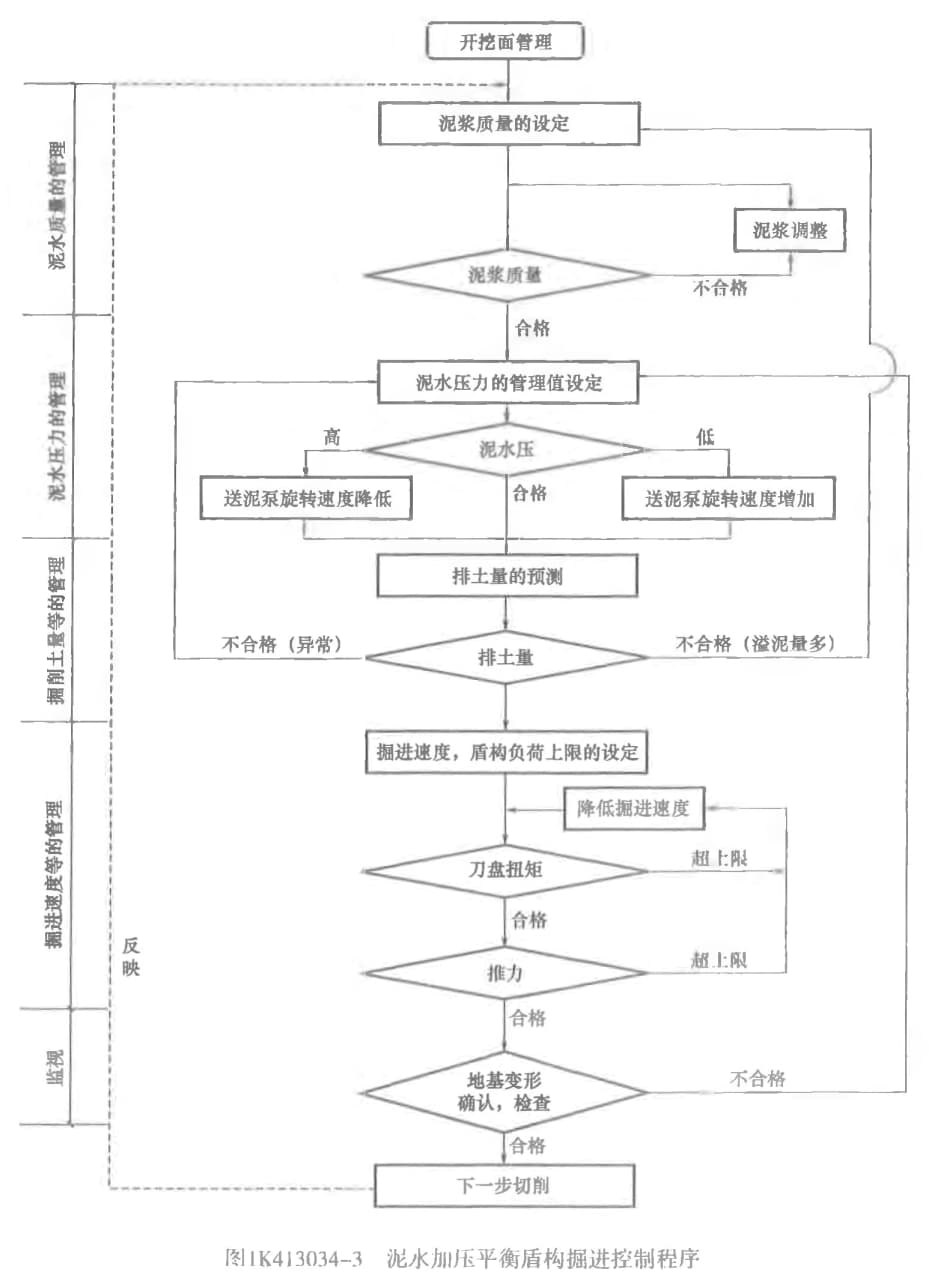 开挖面管理
泥浆质量的设定
泥水质量的管理
泥浆调整
泥浆质量
不合格
合格
泥水压力的管理值设定
泥水压力的管理
高
泥水压
低
送泥泵旋转速度降低
合格
送泥泵旋转速度增加
排土量的预测
掘削土量等的管理
不合格（异常）
排土量
不合格（溢泥量多）
掘进速度，盾构负荷上限的设定
掘进速度等的管理
降低掘进速度
刀盘扭矩
超上限
合格
反
映
推力
超上限
合格
监视
地基变形
确认，检查
不合格
合格
下一步切削
图1K413034-3 泥水加压平衡盾构掘进控制程序